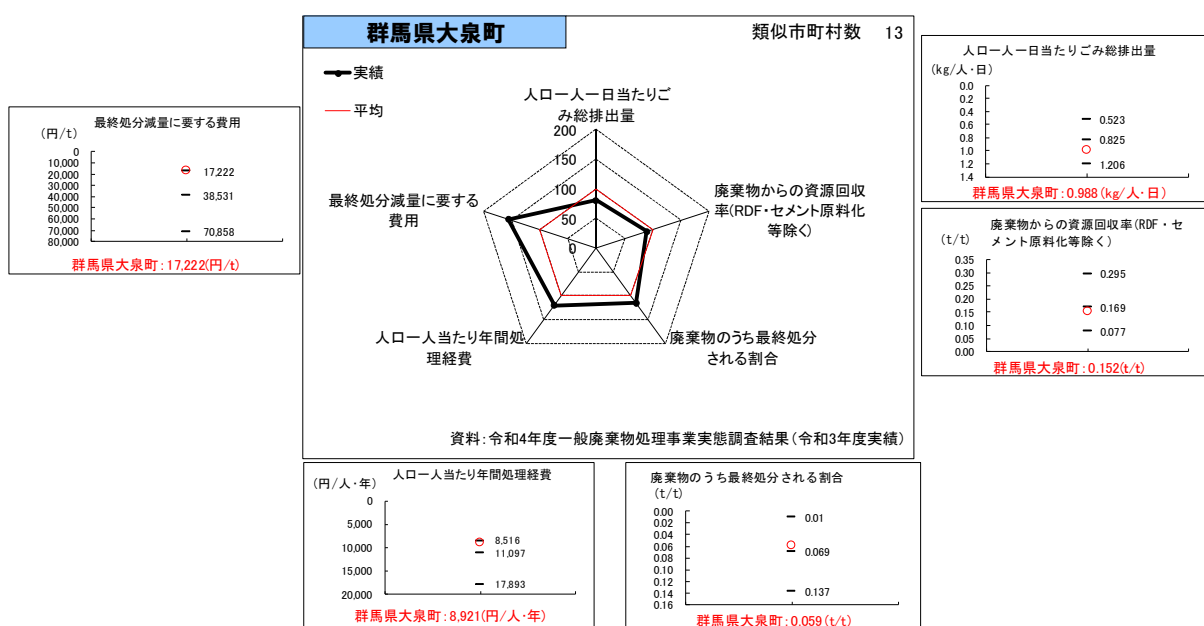 群馬県大泉町
類似市町村数 13
実績
平均
人口一人一日当たりご
み総排出量
200
150
100
50
0
廃棄物からの資源回収
率(RDF・セメント原料化
等除く)
廃棄物のうち最終処分
される割合
人口一人当たり年間処
理経費
最終処分減量に要する
費用
資料:令和4年度一般廃棄物処理事業実態調査結果(令和3年度実績)
最終処分減量に要する費用
(円/t)
0
10,000
20,000
30,000
40,000
50,000
60,000
70,000
80,000
17,222
38,531
70,858
群馬県大泉町:17,222(円/t)
人口一人一日当たりごみ総排出量
(kg/人・日)
0.0
0.2
0.4
0.6
0.8
1.0
1.2
1.4
0.523
0.825
1.206
群馬県大泉町:0.988(kg/人・日)
廃棄物からの資源回収率(RDF・セ
メント原料化等除く)
(t/t)
0.35
0.30
0.25
0.20
0.15
0.10
0.05
0.00
0.295
0.169
0.077
群馬県大泉町:0.152(t/t)
人口一人当たり年間処理経費
(円/人・年)
0
5,000
10,000
15,000
20,000
8,516
11,097
17,893
群馬県大泉町:8,921(円/人・年)
廃棄物のうち最終処分される割合
(t/t)
0.00
0.02
0.04
0.06
0.08
0.10
0.12
0.14
0.16
0.01
0.069
0.137
群馬県大泉町:0.059(t/t)